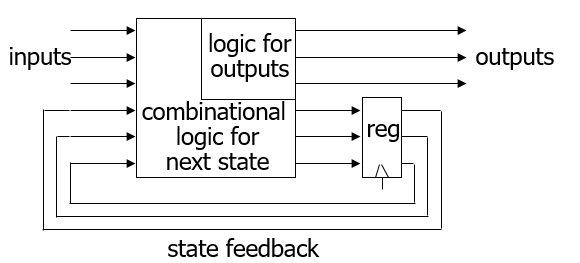 inputs
logic for
outputs
outputs
combinational
logic for
next state
reg
state feedback